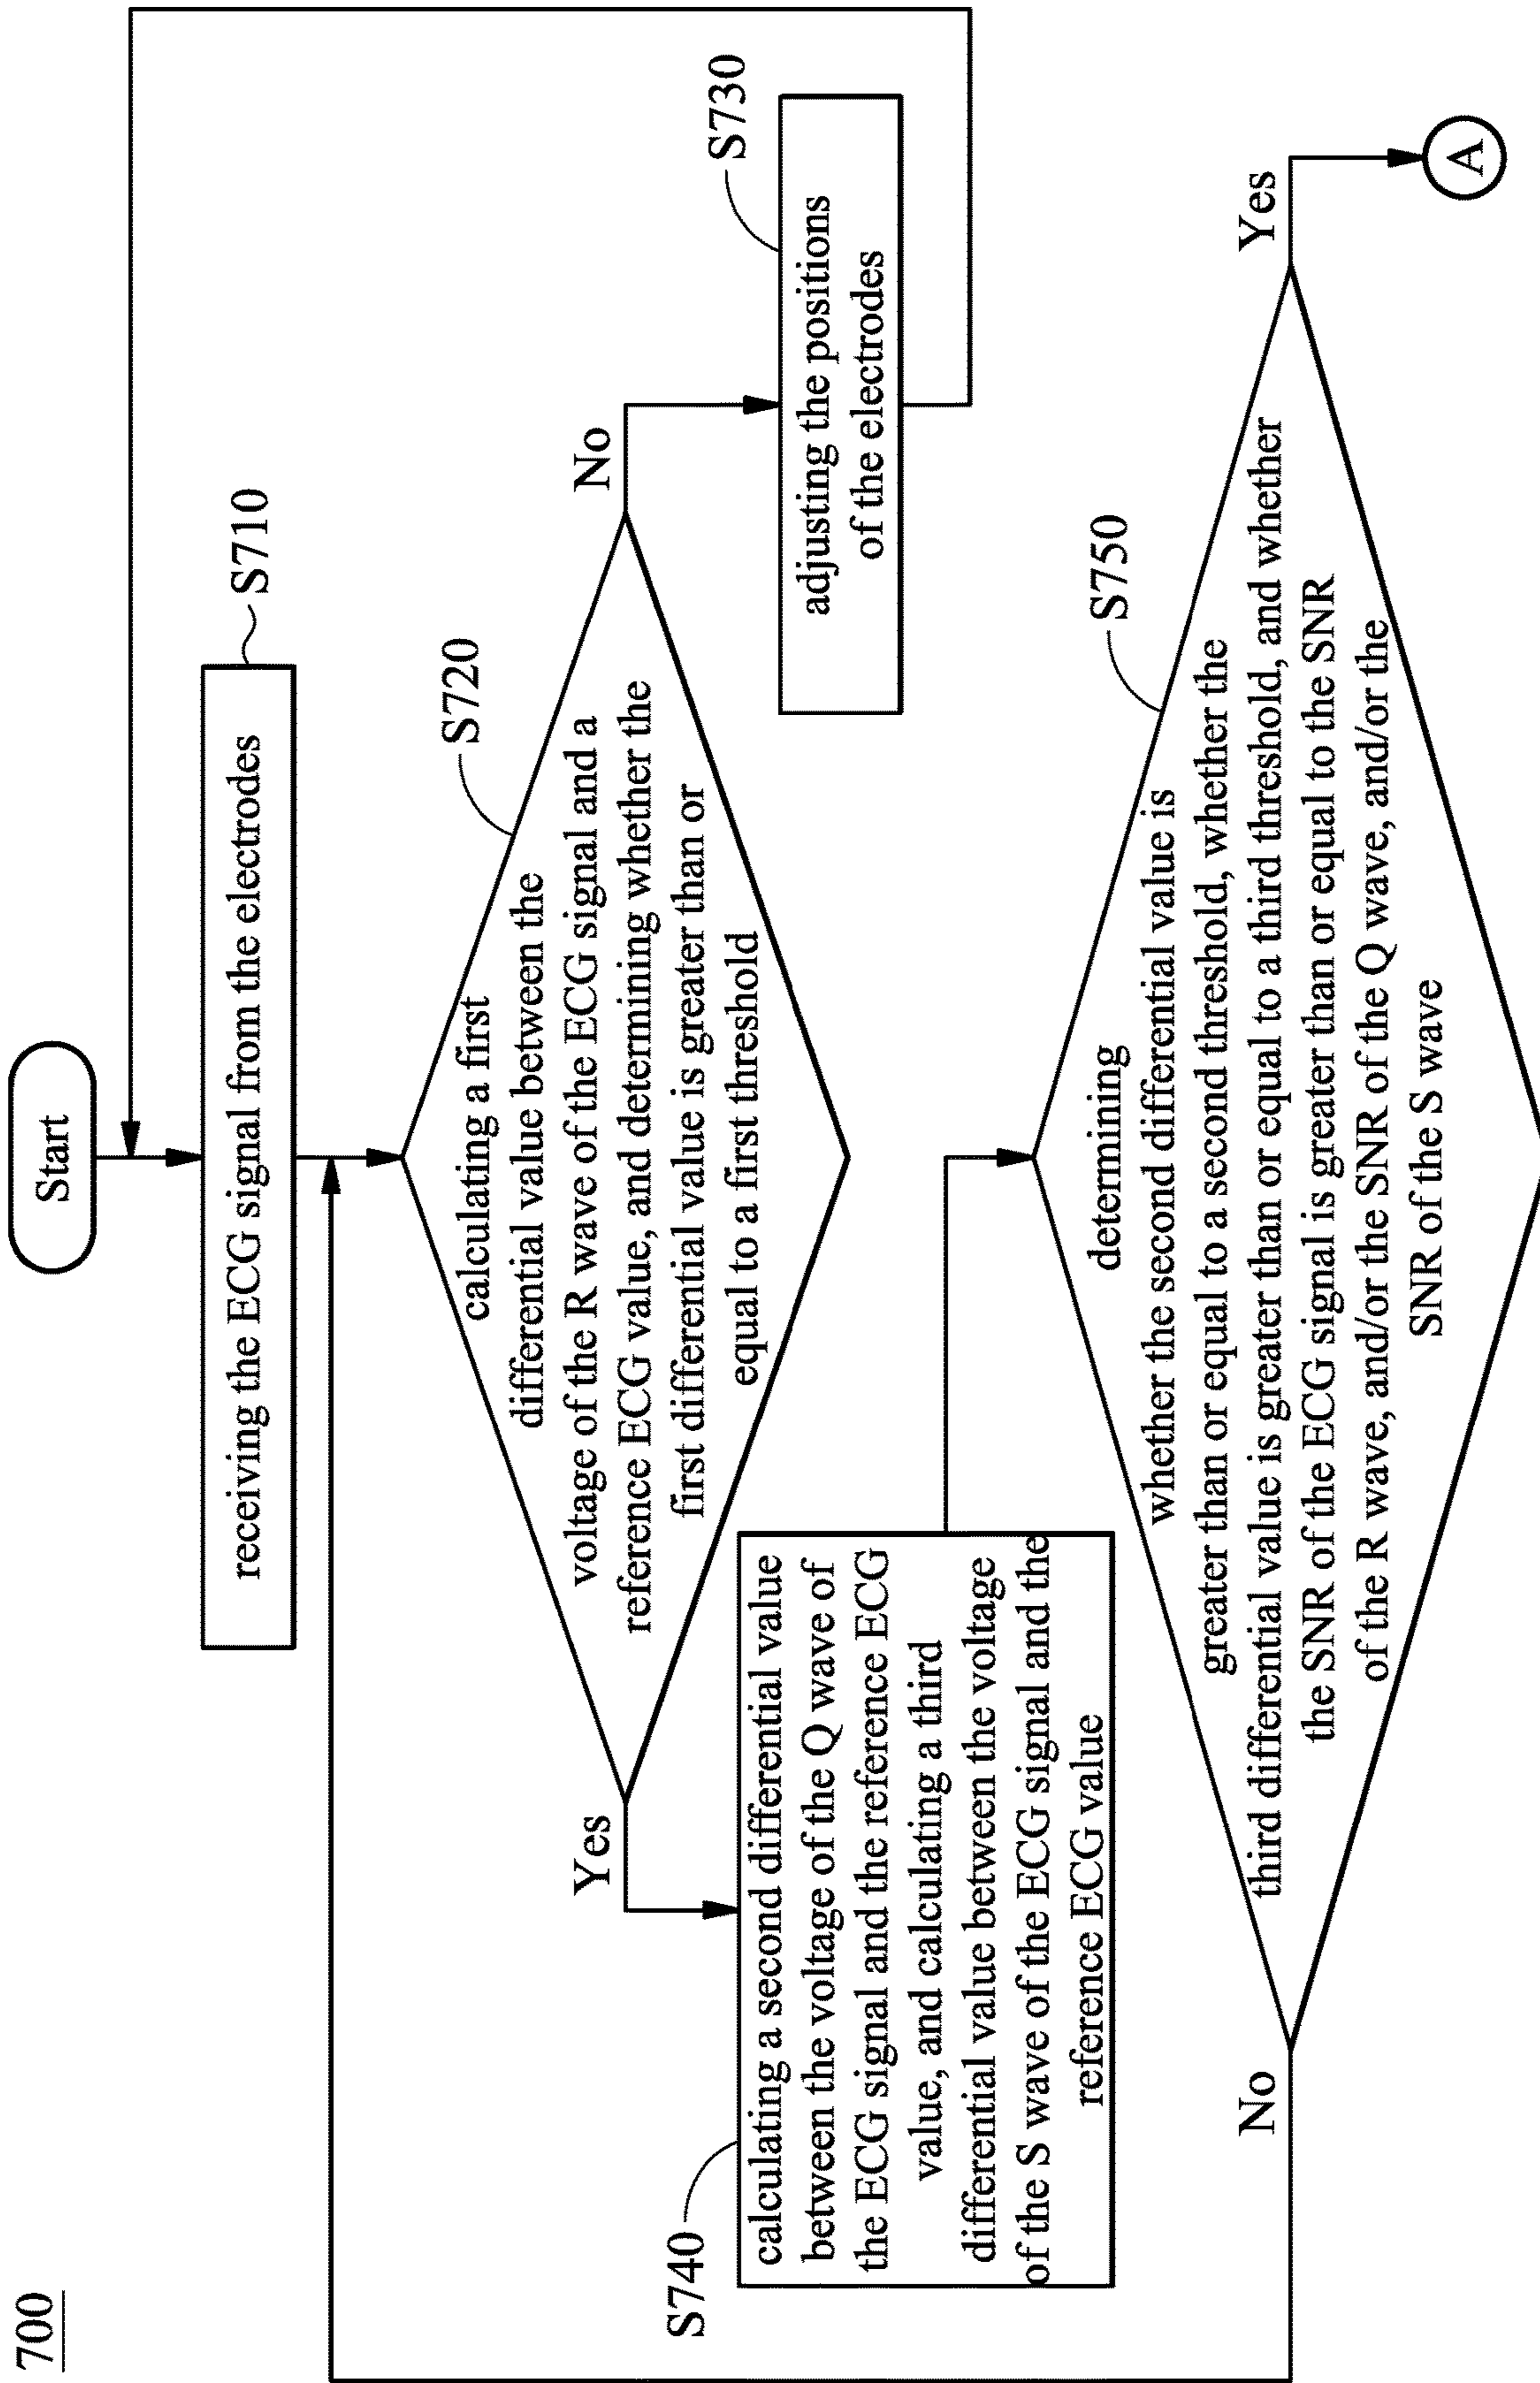 700
Start
receiving the ECG signal from the electrodes
S710
calculating a first
differential value between the
voltage of the R wave of the ECG signal and a
reference ECG value, and determining whether the
first differential value is greater than or
equal to a first threshold
S720
No
adjusting the positions
of the electrodes
S730
Yes
S740
calculating a second differential value
between the voltage of the Q wave of
the ECG signal and the reference ECG
value, and calculating a third
differential value between the voltage
of the S wave of the ECG signal and the
reference ECG value
determining
whether the second differential value is
greater than or equal to a second threshold, whether the
third differential value is greater than or equal to a third threshold, and whether
the SNR of the ECG signal is greater than or equal to the SNR
of the R wave, and/or the SNR of the Q wave, and/or the
SNR of the S wave
S750
No
Yes
A